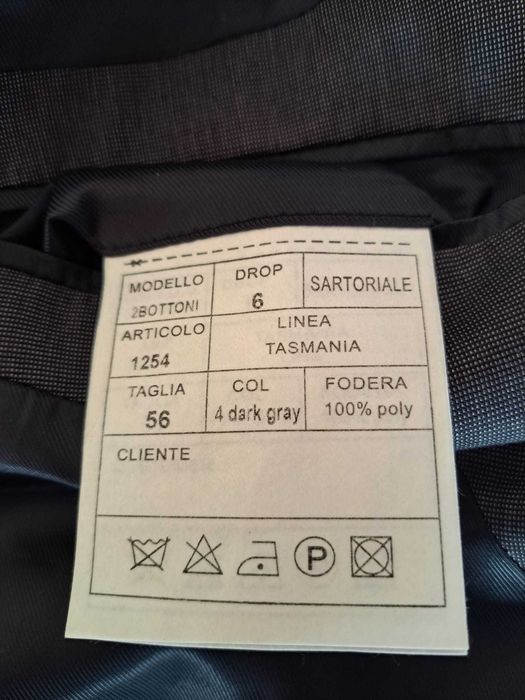 MODELLO
2BOTTONI
DROP
6
SARTORIALE
ARTICOLO
1254
LINEA
TASMANIA
TAGLIA
56
COL
4 dark gray
FODERA
100% poly
CLIENTE
P